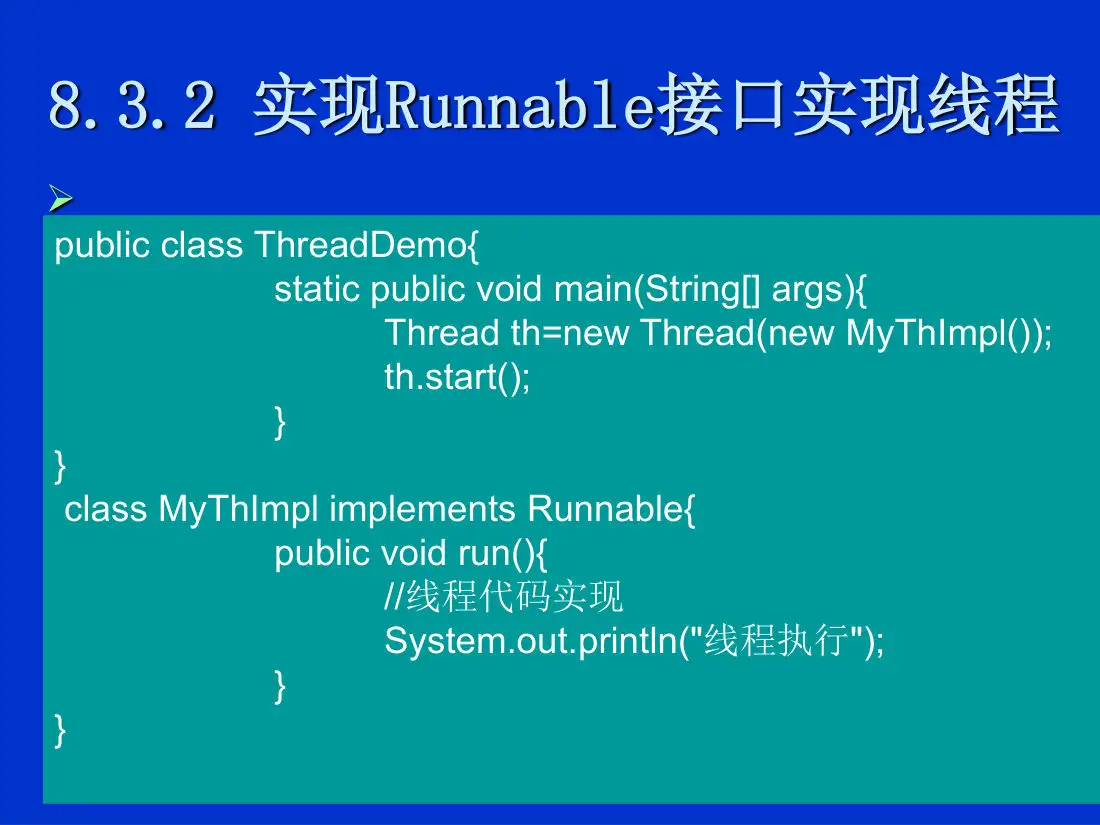 8.3.2 实现Runnable接口实现线程
public class ThreadDemo{
static public void main(String[] args){
Thread th=new Thread(new MyThImpl());
th.start();
}
}
class MyThImpl implements Runnable{
public void run(){
//线程代码实现
System.out.println("线程执行");
}
}